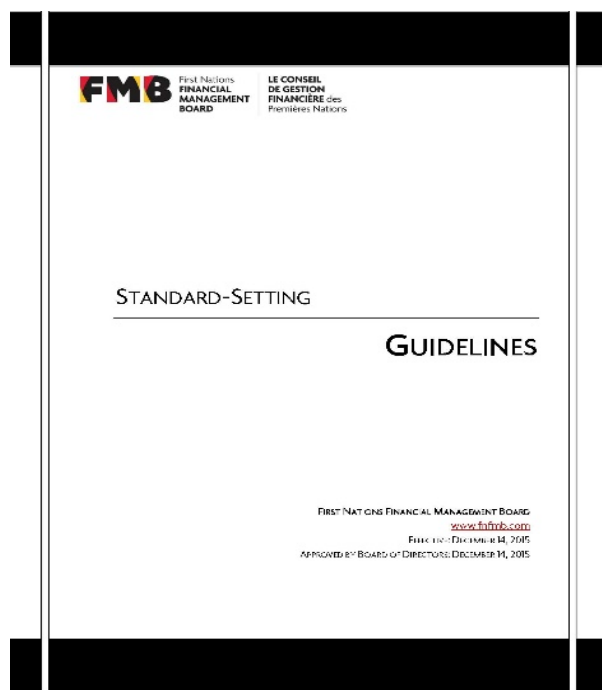 FMB
First Nations
FINANCIAL
MANAGEMENT
BOARD
LE CONSEIL
DE GESTION
FINANCIÈRE des
Premières Nations
STANDARD-SETTING
GUIDELINES
FIRST NATIONS FINANCIAL MANAGEMENT BOARD
www.fnfmb.com
EFFECTIVE: DECEMBER 14, 2015
APPROVED BY BOARD OF DIRECTORS: DECEMBER 14, 2015